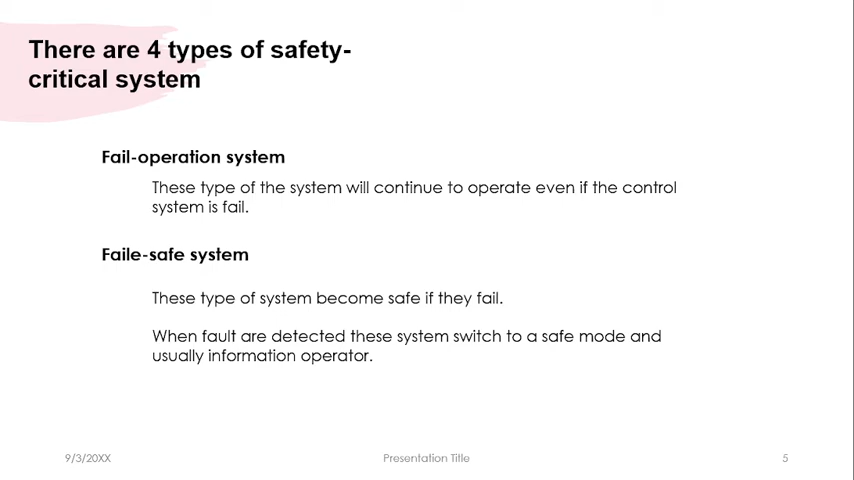 There are 4 types of safety-
critical system
Fail-operation system
These type of the system will continue to operate even if the control
system is fail.
Faile-safe system
These type of system become safe if they fail.
When fault are detected these system switch to a safe mode and
usually information operator.
9/3/20XX
Presentation Title
5